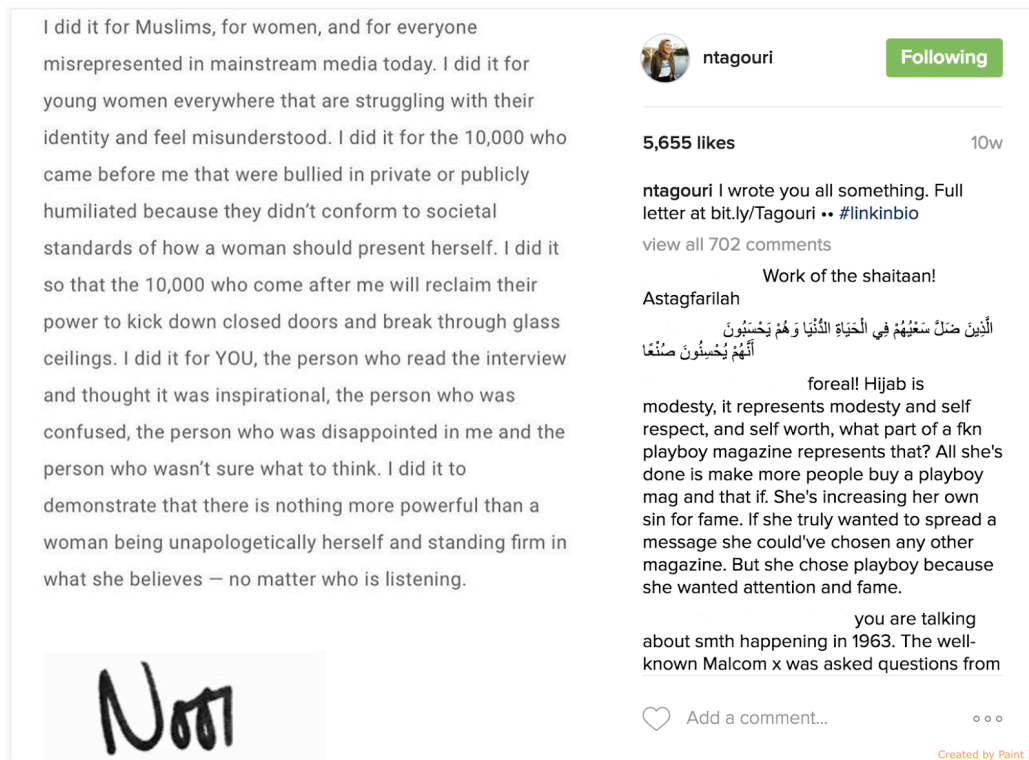 I did it for Muslims, for women, and for everyone
misrepresented in mainstream media today. I did it for
young women everywhere that are struggling with their
identity and feel misunderstood. I did it for the 10,000 who
came before me that were bullied in private or publicly
humiliated because they didn’t conform to societal
standards of how a woman should present herself. I did it
so that the 10,000 who come after me will reclaim their
power to kick down closed doors and break through glass
ceilings. I did it for YOU, the person who read the interview
and thought it was inspirational, the person who was
confused, the person who was disappointed in me and the
person who wasn’t sure what to think. I did it to
demonstrate that there is nothing more powerful than a
woman being unapologetically herself and standing firm in
what she believes — no matter who is listening.
Noor
ntagouri
Following
5,655 likes
10w
ntagouri I wrote you all something. Full
letter at bit.ly/Tagouri •• #linkinbio
view all 702 comments
Work of the shaitaan!
Astagfarilah
الَّذِينَ ضَلَّ سَعْيُهُمْ فِي الْحَيَاةِ الدُّنْيَا وَهُمْ يَحْسَبُونَ
أَنَّهُمْ يُحْسِنُونَ صُنْعًا
foreal! Hijab is
modesty, it represents modesty and self
respect, and self worth, what part of a fkn
playboy magazine represents that? All she's
done is make more people buy a playboy
mag and that if. She's increasing her own
sin for fame. If she truly wanted to spread a
message she could've chosen any other
magazine. But she chose playboy because
she wanted attention and fame.
you are talking
about smth happening in 1963. The well-
known Malcom x was asked questions from
Add a comment...
Created by Paint